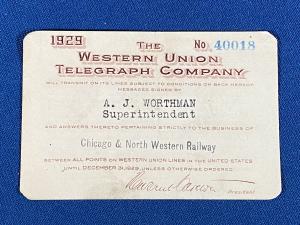 1929 THE No 40018
WESTERN UNION
TELEGRAPH COMPANY
WILL TRANSMIT ON ITS LINES SUBJECT TO CONDITIONS ON BACK HEREOF
MESSAGES SIGNED BY
A. J. WORTHMAN
Superintendent
AND ANSWERS THERETO PERTAINING STRICTLY TO THE BUSINESS OF
Chicago & North Western Railway
BETWEEN ALL POINTS ON WESTERN UNION LINES IN THE UNITED STATES
UNTIL DECEMBER 31, 1929, UNLESS OTHERWISE ORDERED.
President